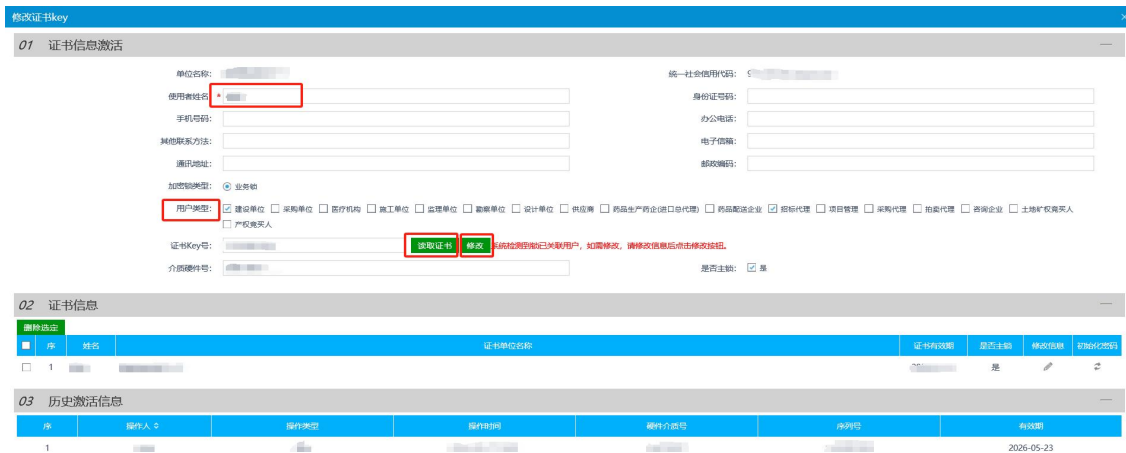 修改证书key
01 证书信息激活
单位名称: 统一社会信用代码: 9
使用者姓名: * 身份证号码:
手机号码: 办公电话:
其他联系方法: 电子信箱:
通讯地址: 邮政编码:
加密锁类型: 业务锁
用户类型: 建设单位 采购单位 医疗机构 施工单位 监理单位 勘察单位 设计单位 供应商 药品生产药企(进口总代理) 药品配送企业 招标代理 项目管理 采购代理 拍卖代理 咨询企业 土地矿权竞买人
产权竞买人
证书Key号: 读取证书 修改 系统检测到锁已关联用户，如需修改，请修改信息后点击修改按钮。
介质硬件号: 是否主锁: 是
02 证书信息
删除选定
序 姓名 证书单位名称 证书有效期 是否主锁 修改信息 初始化密码
1 是
03 历史激活信息
序 操作人 操作类型 操作时间 硬件介质号 序列号 有效期
1 2026-05-23